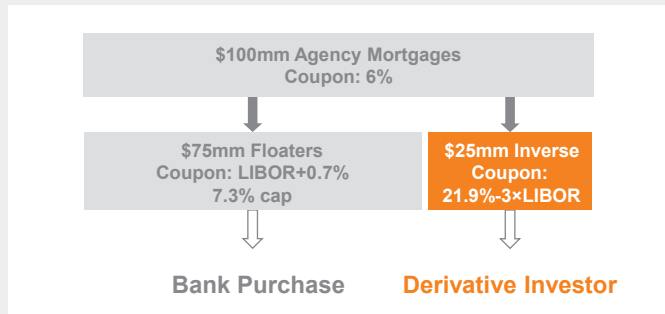 $100mm Agency Mortgages
Coupon: 6%
$75mm Floaters
Coupon: LIBOR+0.7%
7.3% cap
$25mm Inverse
Coupon:
21.9%-3×LIBOR
Bank Purchase
Derivative Investor